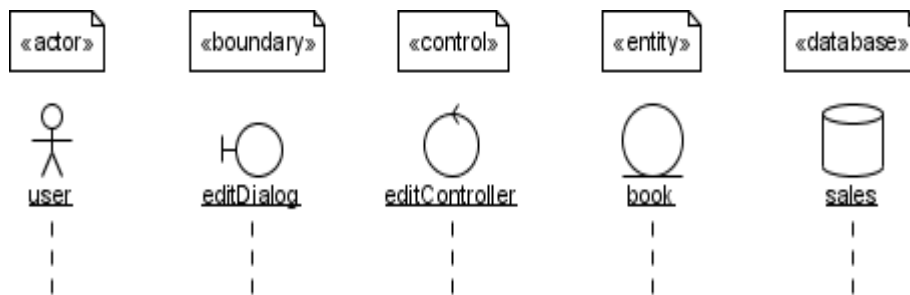 «actor» «boundary» «control» «entity» «database»
user editDialog editController book sales